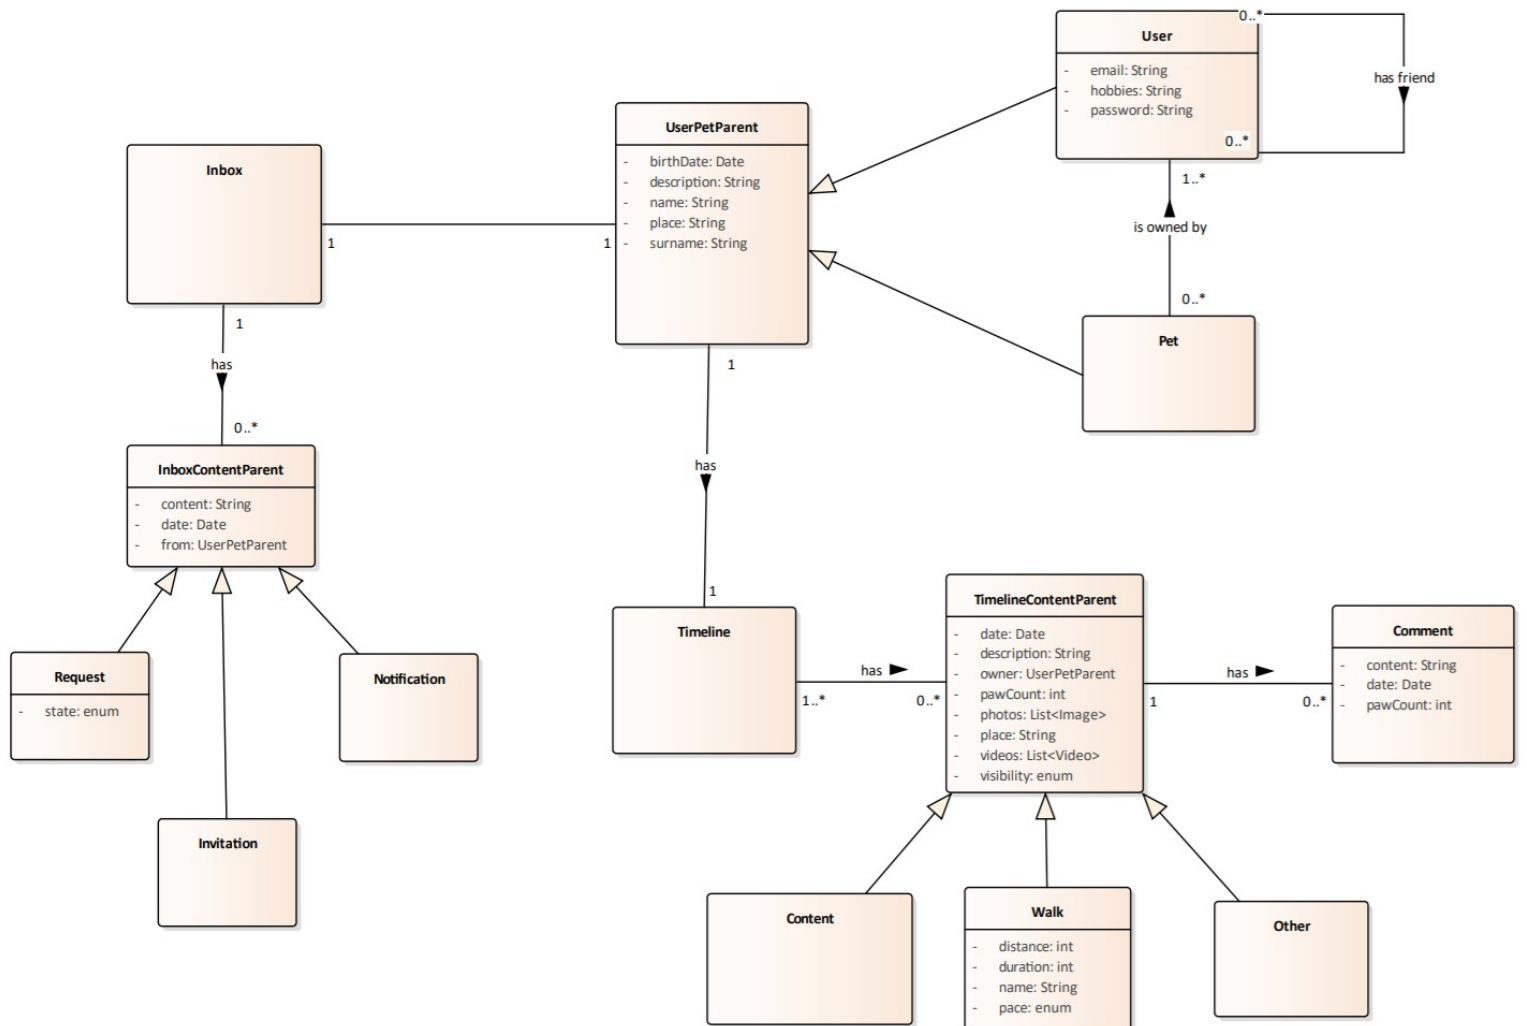 User
- email: String
- hobbies: String
- password: String
0..*
0..*
has friend
1..*
is owned by
0..*
Pet
UserPetParent
- birthDate: Date
- description: String
- name: String
- place: String
- surname: String
Inbox
1
1
1
has
0..*
InboxContentParent
- content: String
- date: Date
- from: UserPetParent
Request
- state: enum
Notification
Invitation
1
has
1
Timeline
has
1..*
0..*
TimelineContentParent
- date: Date
- description: String
- owner: UserPetParent
- pawCount: int
- photos: List<Image>
- place: String
- videos: List<Video>
- visibility: enum
has
1
0..*
Comment
- content: String
- date: Date
- pawCount: int
Content
Walk
- distance: int
- duration: int
- name: String
- pace: enum
Other